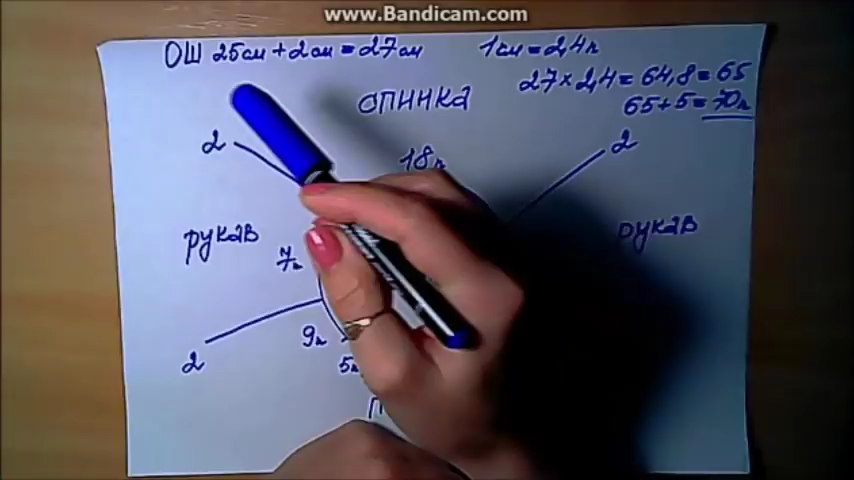 www.Bandicam.com
ОШ 25см+2см=27см 1см=2,4п
27×2,4=64,8=65
65+5=70п
спинка
2 2
18п
рукав рукав
7п
9п
2
5п